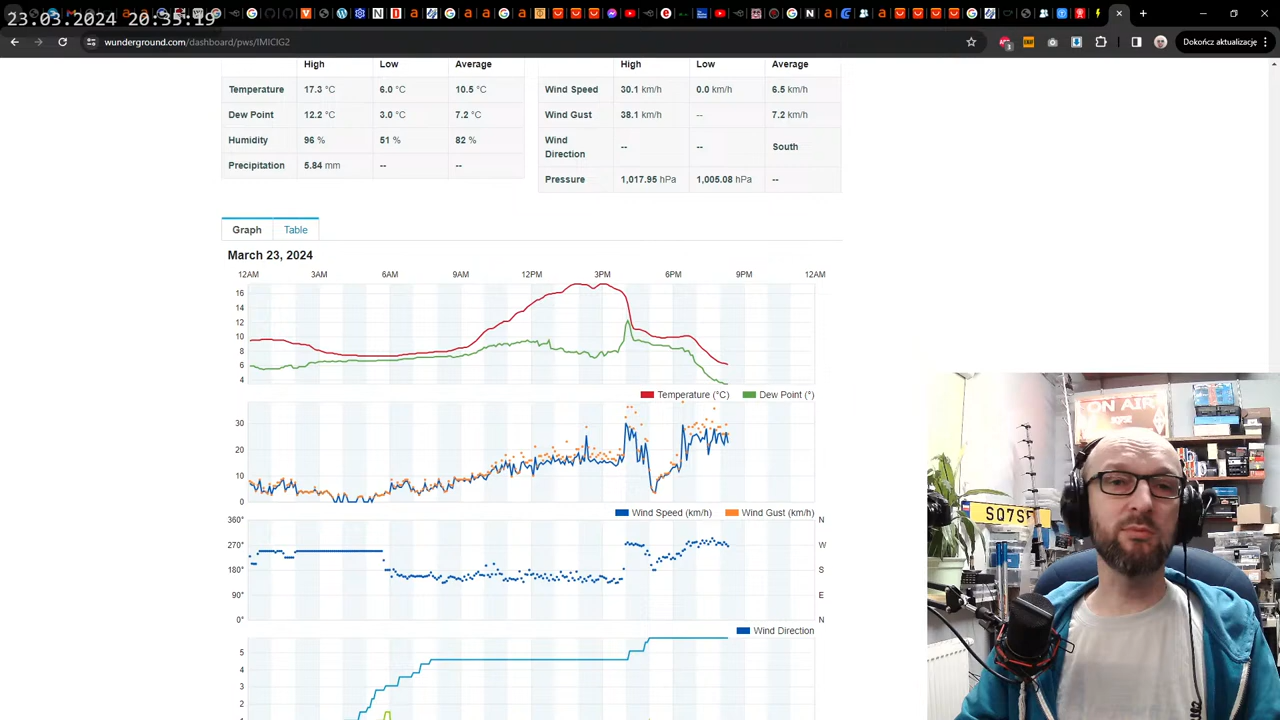 23.03.2024 20:35:19
wunderground.com/dashboard/pws/IMICIG2
Dokończ aktualizację
High Low Average
Temperature 17.3 °C 6.0 °C 10.5 °C
Dew Point 12.2 °C 3.0 °C 7.2 °C
Humidity 96 % 51 % 82 %
Precipitation 5.84 mm -- --
High Low Average
Wind Speed 30.1 km/h 0.0 km/h 6.5 km/h
Wind Gust 38.1 km/h -- 7.2 km/h
Wind Direction -- -- South
Pressure 1,017.95 hPa 1,005.08 hPa --
Graph Table
March 23, 2024
12AM 3AM 6AM 9AM 12PM 3PM 6PM 9PM 12AM
16
14
12
10
8
6
4
Temperature (°C) Dew Point (°)
30
20
10
0
Wind Speed (km/h) Wind Gust (km/h)
360° N
270° W
180° S
90° E
0° N
Wind Direction
5
4
3
2
ON AIR